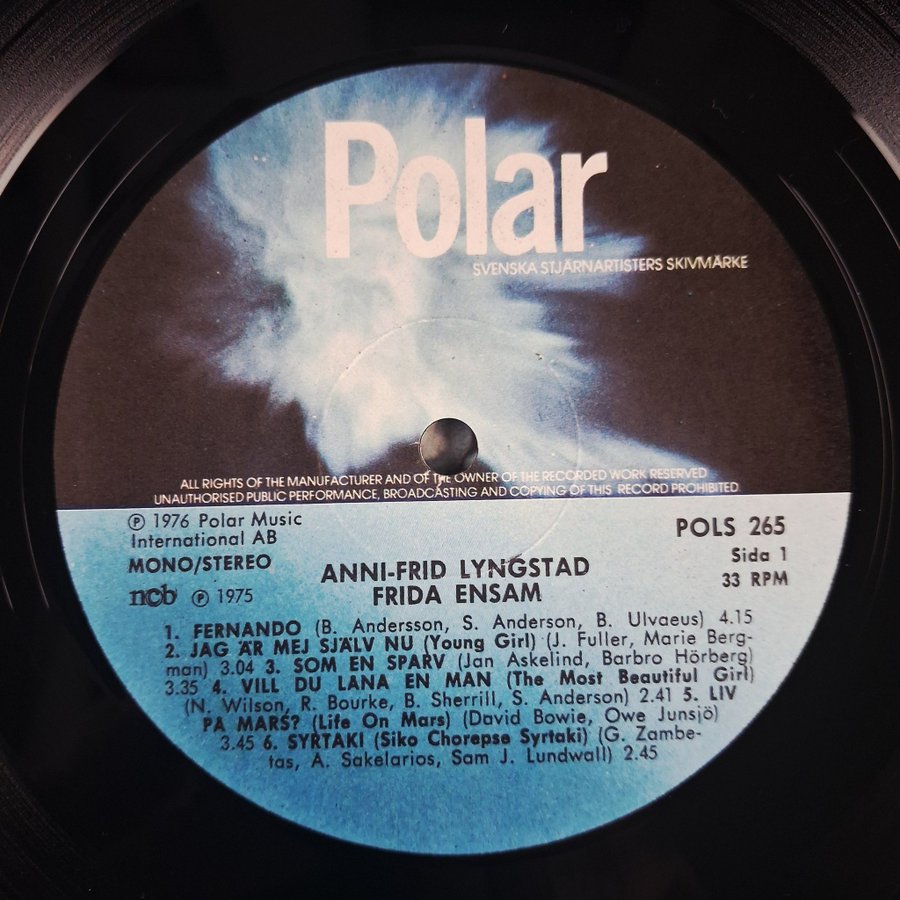 Polar
SVENSKA STJÄRNARTISTERS SKIVMÄRKE
ALL RIGHTS OF THE MANUFACTURER AND OF THE OWNER OF THE RECORDED WORK RESERVED
UNAUTHORISED PUBLIC PERFORMANCE, BROADCASTING AND COPYING OF THIS RECORD PROHIBITED
℗ 1976 Polar Music
International AB
MONO/STEREO
ncb ℗ 1975
POLS 265
Sida 1
33 RPM
ANNI-FRID LYNGSTAD
FRIDA ENSAM
1. FERNANDO (B. Andersson, S. Anderson, B. Ulvaeus) 4.15
2. JAG ÄR MEJ SJÄLV NU (Young Girl) (J. Fuller, Marie Berg-
man) 3.04 3. SOM EN SPARV (Jan Askelind, Barbro Hörberg)
3.35 4. VILL DU LÅNA EN MAN (The Most Beautiful Girl)
(N. Wilson, R. Bourke, B. Sherrill, S. Anderson) 2.41 5. LIV
PÅ MARS? (Life On Mars) (David Bowie, Owe Junsjö)
3.45 6. SYRTAKI (Siko Chorepse Syrtaki) (G. Zambe-
tas, A. Sakelarios, Sam J. Lundwall) 2.45